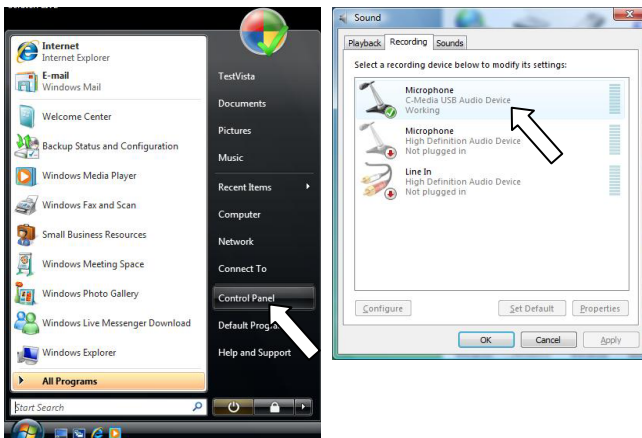 Internet
Internet Explorer
E-mail
Windows Mail
Welcome Center
Backup Status and Configuration
Windows Media Player
Windows Fax and Scan
Small Business Resources
Windows Meeting Space
Windows Photo Gallery
Windows Live Messenger Download
Windows Explorer
All Programs
Start Search
TestVista
Documents
Pictures
Music
Recent Items
Computer
Network
Connect To
Control Panel
Default Progra
Help and Support
Sound
Playback
Recording
Sounds
Select a recording device below to modify its settings:
Microphone
C-Media USB Audio Device
Working
Microphone
High Definition Audio Device
Not plugged in
Line In
High Definition Audio Device
Not plugged in
Configure
Set Default
Properties
OK
Cancel
Apply